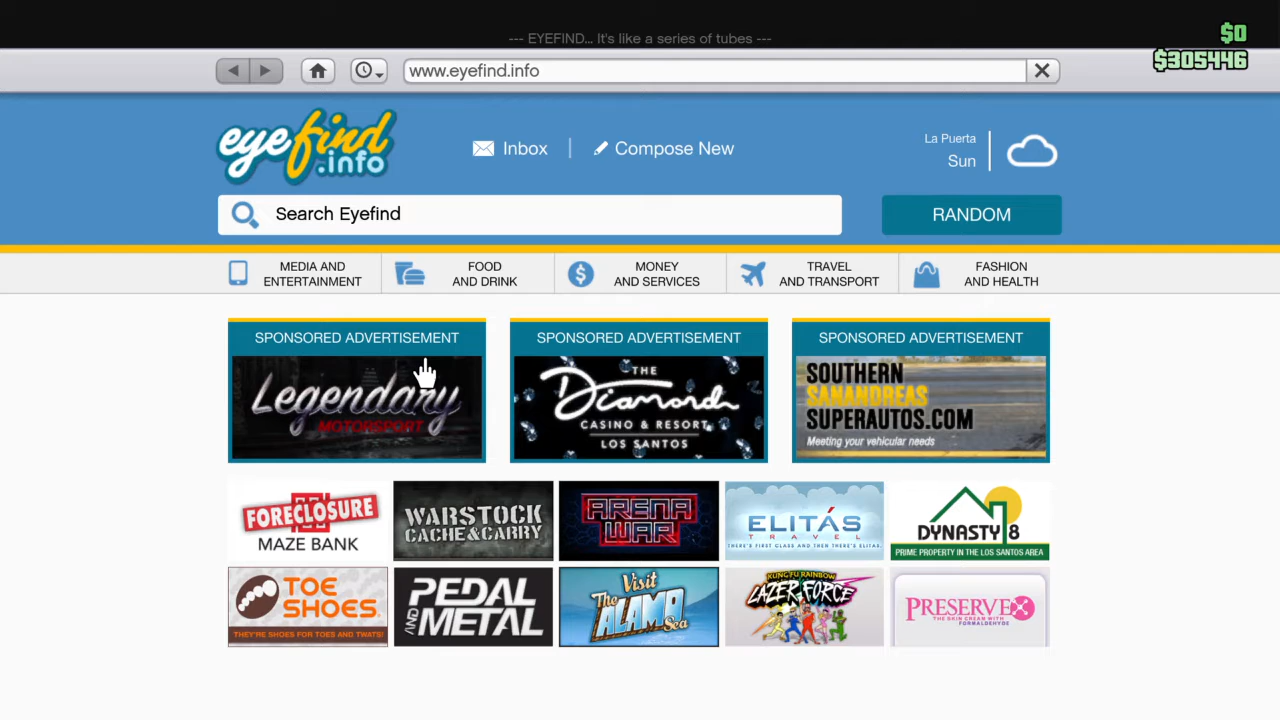 --- EYEFIND... It's like a series of tubes ---
$0
$305446
www.eyefind.info
eyefind.info
Inbox
Compose New
La Puerta
Sun
Search Eyefind
RANDOM
MEDIA AND
ENTERTAINMENT
FOOD
AND DRINK
MONEY
AND SERVICES
TRAVEL
AND TRANSPORT
FASHION
AND HEALTH
SPONSORED ADVERTISEMENT
Legendary
MOTORSPORT
SPONSORED ADVERTISEMENT
THE
Diamond
CASINO & RESORT
LOS SANTOS
SPONSORED ADVERTISEMENT
SOUTHERN
SANANDREAS
SUPERAUTOS.COM
Meeting your vehicular needs
FORECLOSURE
MAZE BANK
WARSTOCK
CACHE & CARRY
ARENA
WAR
ELITÁS
TRAVEL
THERE'S FIRST CLASS AND THEN THERE'S ELITÁS.
DYNASTY 8
PRIME PROPERTY IN THE LOS SANTOS AREA
TOE
SHOES
THEY'RE SHOES FOR TOES AND TWATS!
PEDAL
AND METAL
Visit
The
ALAMO
Sea
KUNG FU RAINBOW
LAZER FORCE
PRESERVEX
THE SKIN CREAM WITH
FORMALDEHYDE